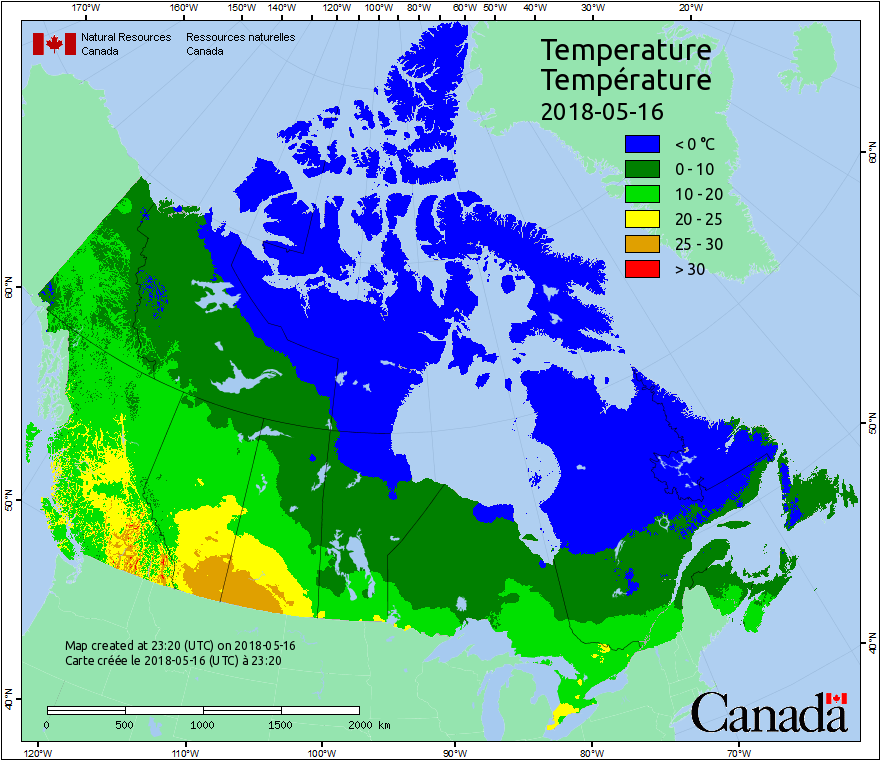 170°W 160°W 150°W 140°W 130°W 120°W 110°W 100°W 90°W 80°W 60°W 50°W 40°W 30°W 20°W
Natural Resources Ressources naturelles
Canada Canada
Temperature
Température
2018-05-16
< 0 °C
0 - 10
10 - 20
20 - 25
25 - 30
> 30
60°N 60°N
50°N 50°N
40°N 40°N
Map created at 23:20 (UTC) on 2018-05-16
Carte créée le 2018-05-16 (UTC) à 23:20
0 500 1000 1500 2000 km
Canada
120°W 110°W 100°W 90°W 80°W 70°W